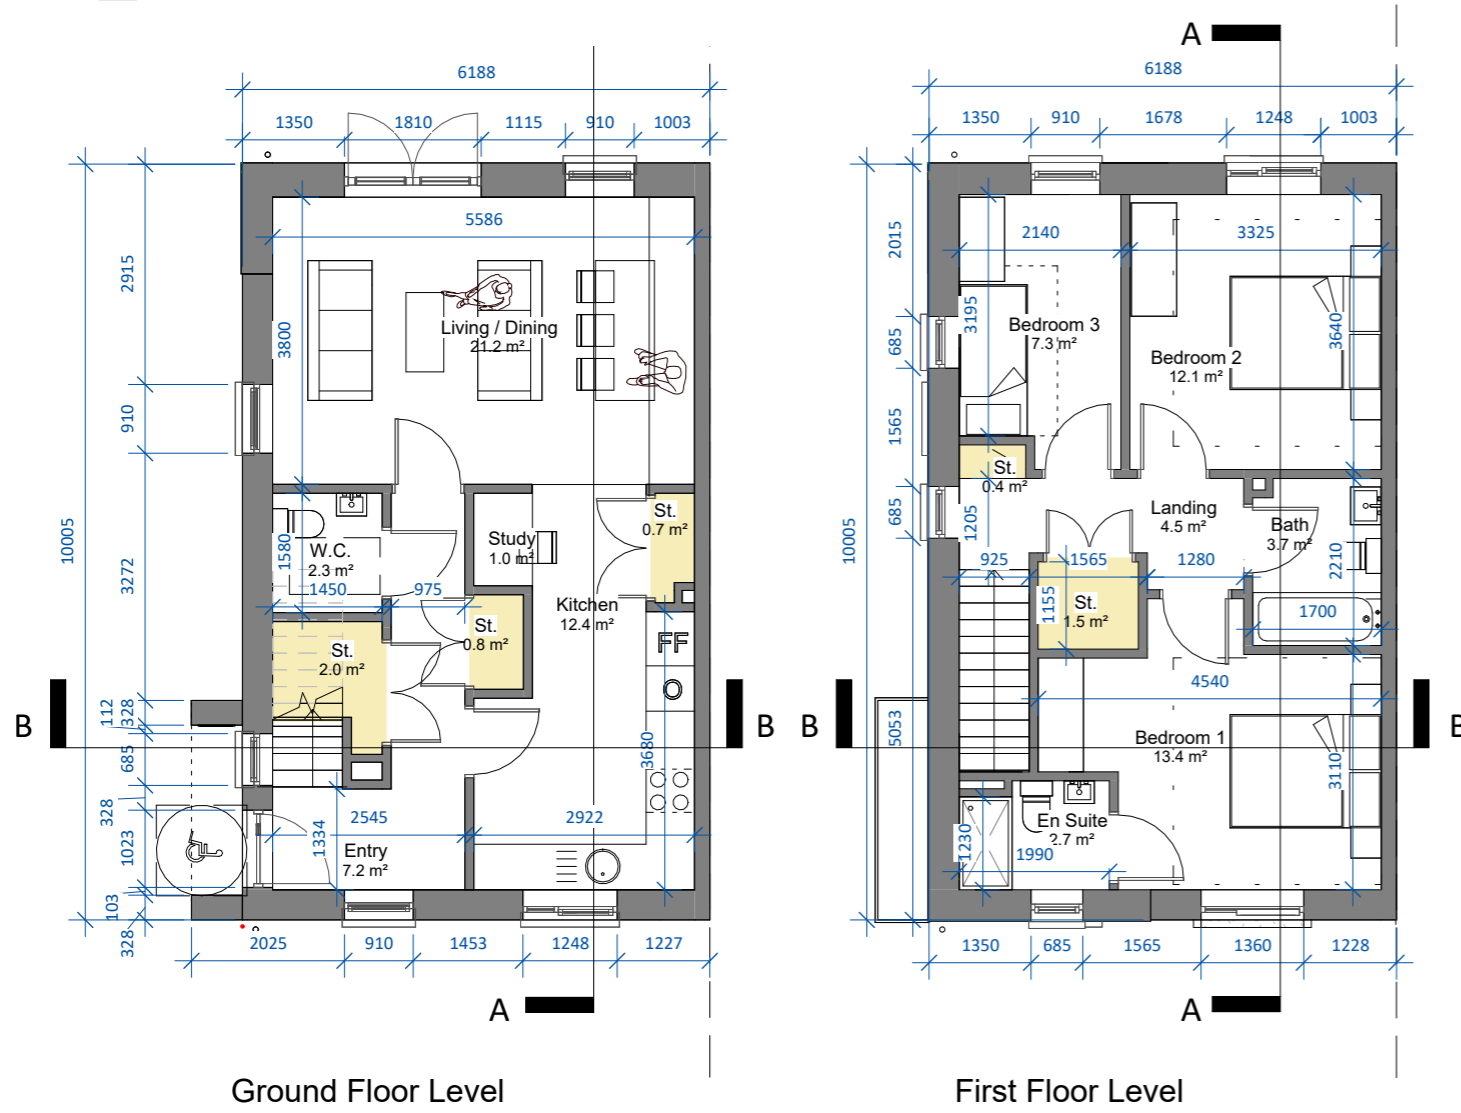 A
6188
6188
1350 1810 1115 910 1003
1350 910 1678 1248 1003
5586
2140 3325
2915
2015
3800
Living / Dining
21.2 m²
3195
Bedroom 3
7.3 m²
685
3640
Bedroom 2
12.1 m²
910
1565
St.
0.4 m²
10005
3272
1580
W.C.
2.3 m²
1450
975
Study
1.0 m²
St.
0.7 m²
Kitchen
12.4 m²
10005
685
1205
Landing
4.5 m²
Bath
3.7 m²
2210
925 1565 1280
1155
St.
1.5 m²
1700
St.
2.0 m²
St.
0.8 m²
FF
4540
B
112
328
685
328
1023
103
328
3680
B
B
5053
Bedroom 1
13.4 m²
3110
B
2545
1334
2922
Entry
7.2 m²
En Suite
2.7 m²
1230
1990
2025 910 1453 1248 1227
1350 685 1565 1360 1228
A
A
Ground Floor Level
First Floor Level